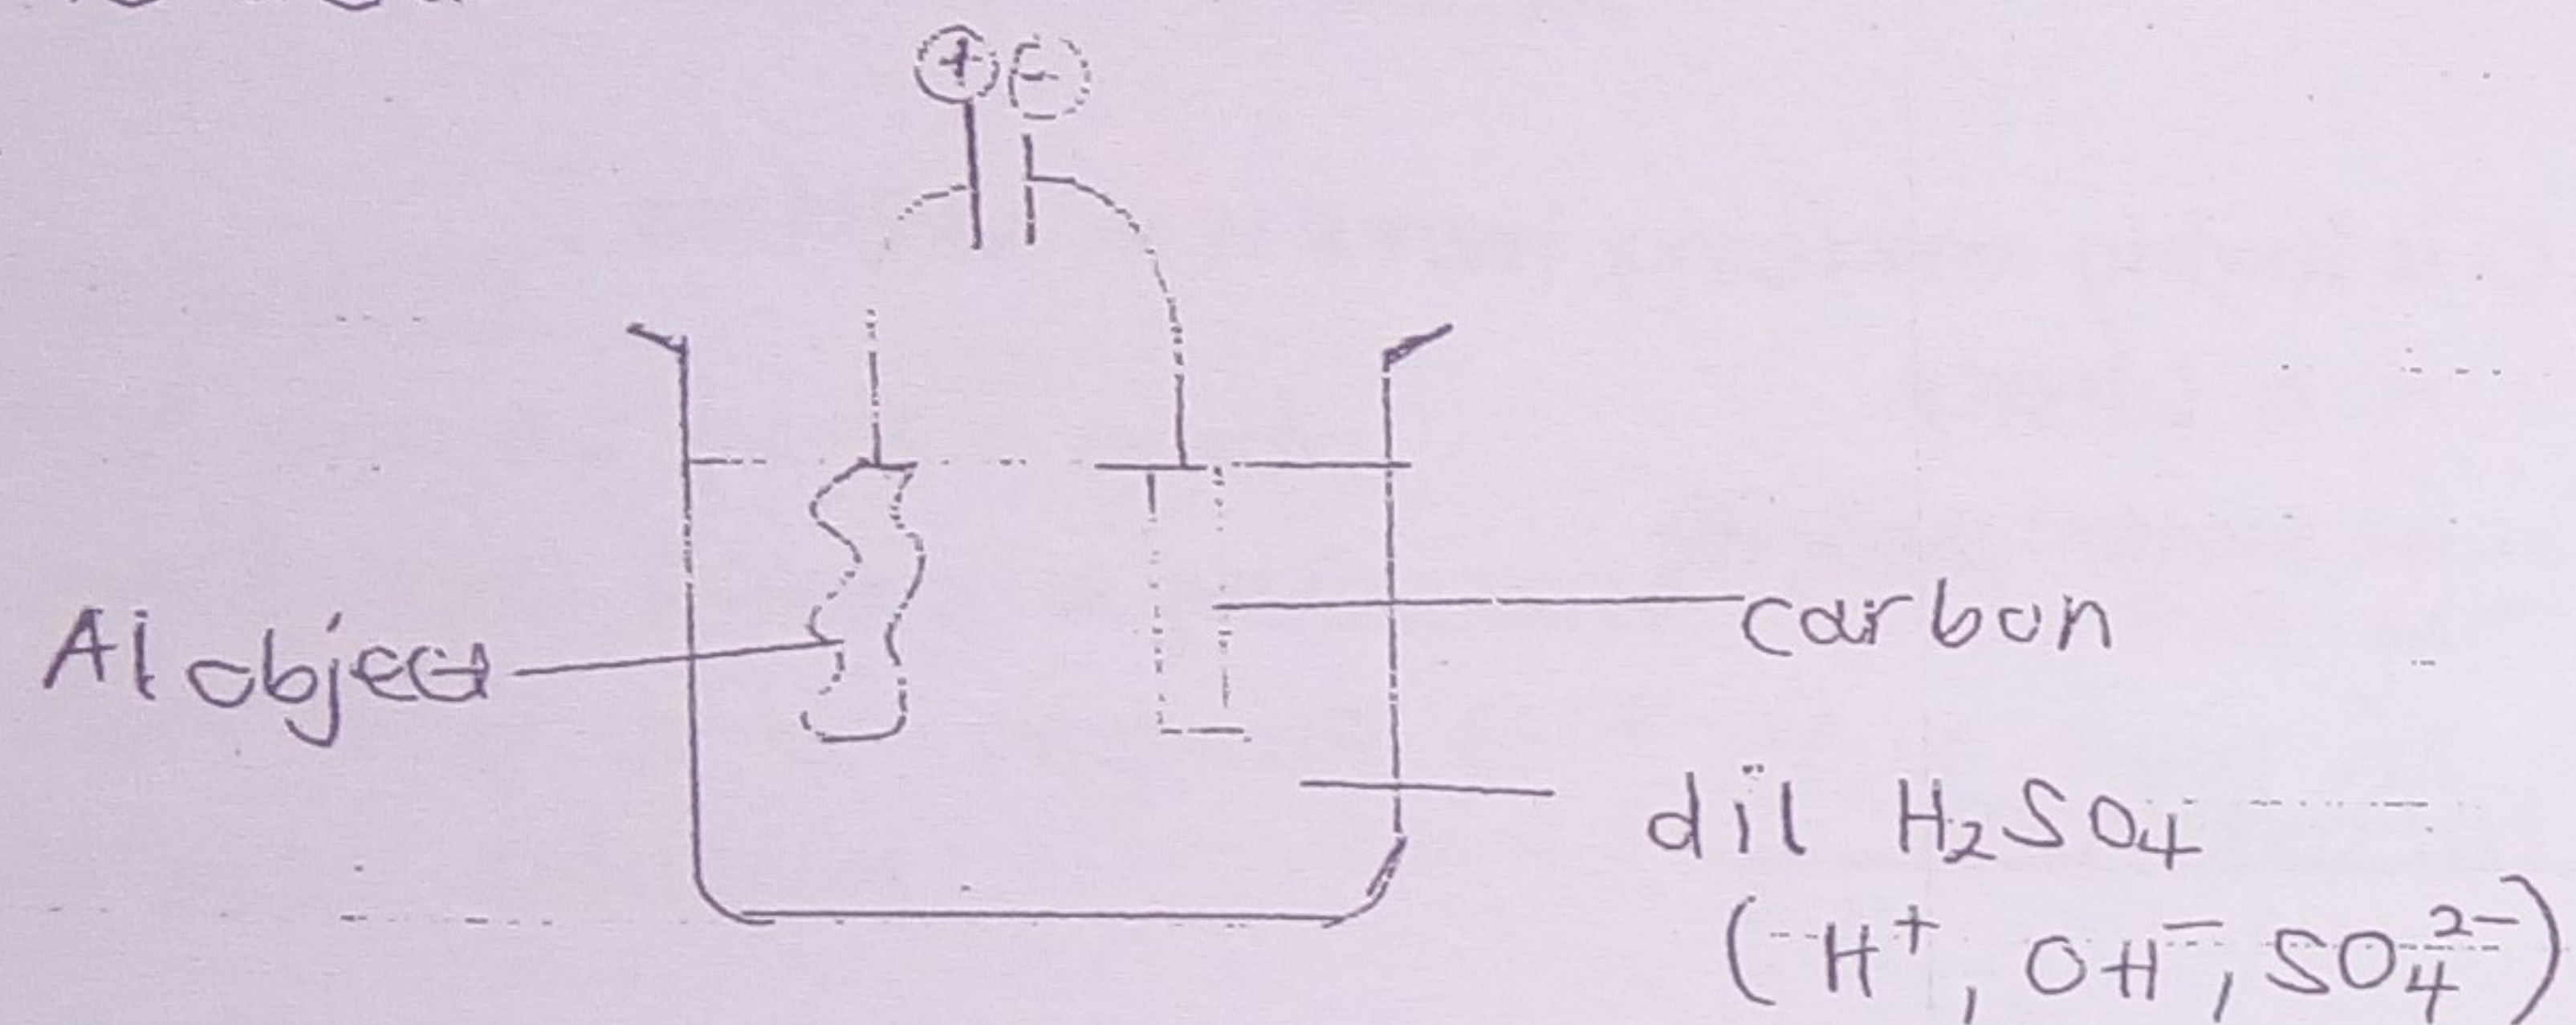 + -
Al object
carbon
dil H₂SO₄
(H⁺, OH⁻, SO₄²⁻)